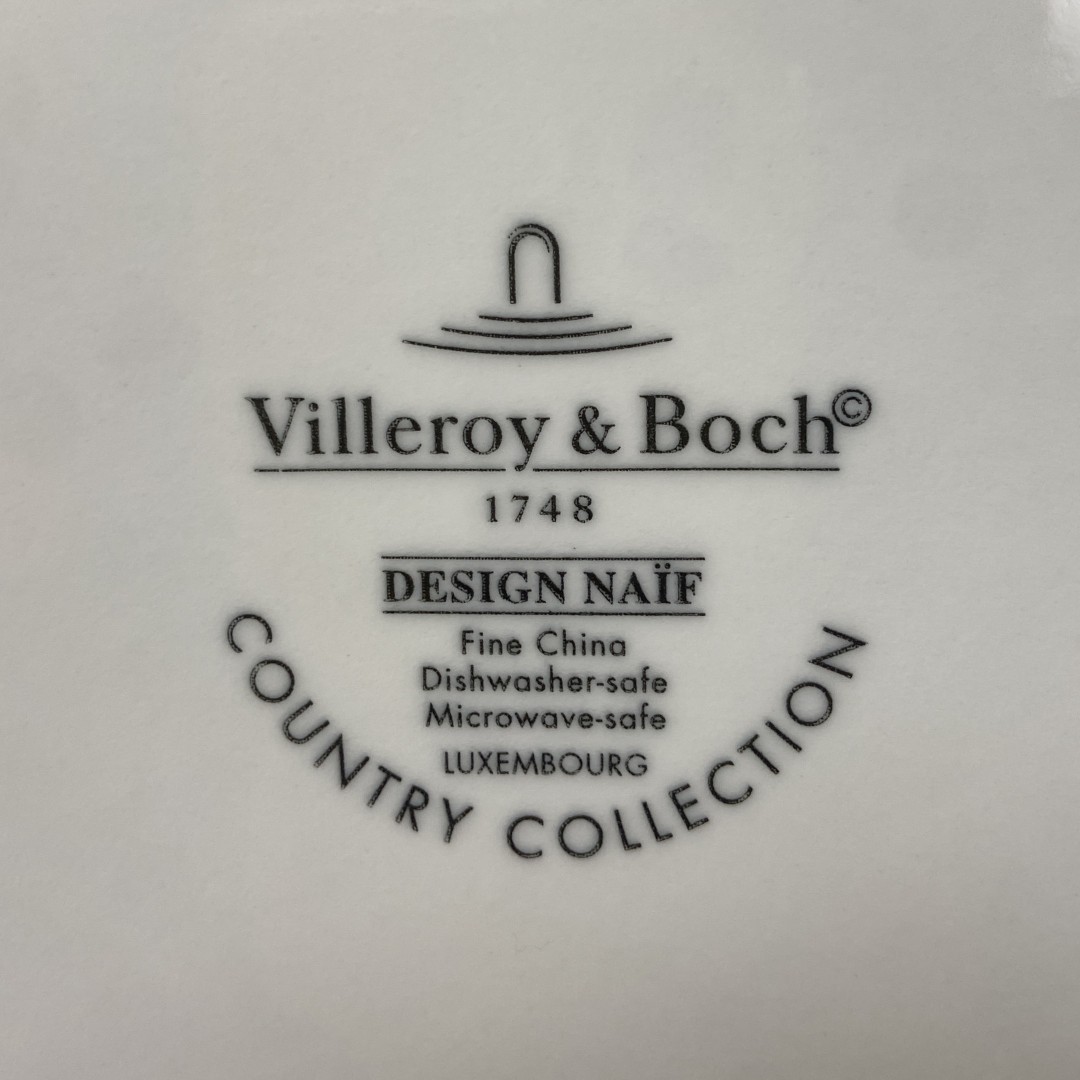 Villeroy & Boch©
1748
DESIGN NAÏF
Fine China
Dishwasher-safe
Microwave-safe
LUXEMBOURG
COUNTRY COLLECTION